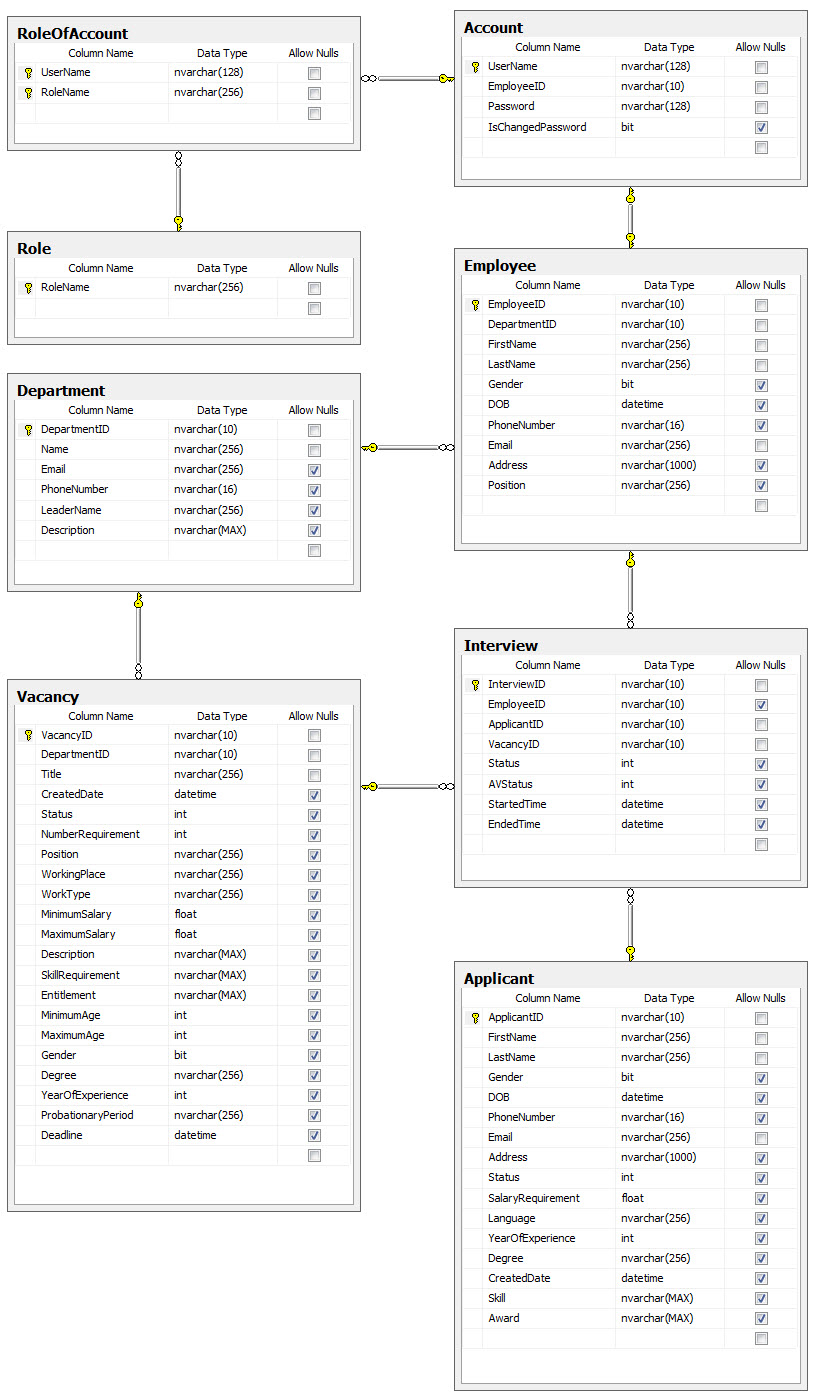 RoleOfAccount
Column Name Data Type Allow Nulls
UserName nvarchar(128)
RoleName nvarchar(256)
Account
Column Name Data Type Allow Nulls
UserName nvarchar(128)
EmployeeID nvarchar(10)
Password nvarchar(128)
IsChangedPassword bit
Role
Column Name Data Type Allow Nulls
RoleName nvarchar(256)
Employee
Column Name Data Type Allow Nulls
EmployeeID nvarchar(10)
DepartmentID nvarchar(10)
FirstName nvarchar(256)
LastName nvarchar(256)
Gender bit
DOB datetime
PhoneNumber nvarchar(16)
Email nvarchar(256)
Address nvarchar(1000)
Position nvarchar(256)
Department
Column Name Data Type Allow Nulls
DepartmentID nvarchar(10)
Name nvarchar(256)
Email nvarchar(256)
PhoneNumber nvarchar(16)
LeaderName nvarchar(256)
Description nvarchar(MAX)
Interview
Column Name Data Type Allow Nulls
InterviewID nvarchar(10)
EmployeeID nvarchar(10)
ApplicantID nvarchar(10)
VacancyID nvarchar(10)
Status int
AVStatus int
StartedTime datetime
EndedTime datetime
Vacancy
Column Name Data Type Allow Nulls
VacancyID nvarchar(10)
DepartmentID nvarchar(10)
Title nvarchar(256)
CreatedDate datetime
Status int
NumberRequirement int
Position nvarchar(256)
WorkingPlace nvarchar(256)
WorkType nvarchar(256)
MinimumSalary float
MaximumSalary float
Description nvarchar(MAX)
SkillRequirement nvarchar(MAX)
Entitlement nvarchar(MAX)
MinimumAge int
MaximumAge int
Gender bit
Degree nvarchar(256)
YearOfExperience int
ProbationaryPeriod nvarchar(256)
Deadline datetime
Applicant
Column Name Data Type Allow Nulls
ApplicantID nvarchar(10)
FirstName nvarchar(256)
LastName nvarchar(256)
Gender bit
DOB datetime
PhoneNumber nvarchar(16)
Email nvarchar(256)
Address nvarchar(1000)
Status int
SalaryRequirement float
Language nvarchar(256)
YearOfExperience int
Degree nvarchar(256)
CreatedDate datetime
Skill nvarchar(MAX)
Award nvarchar(MAX)